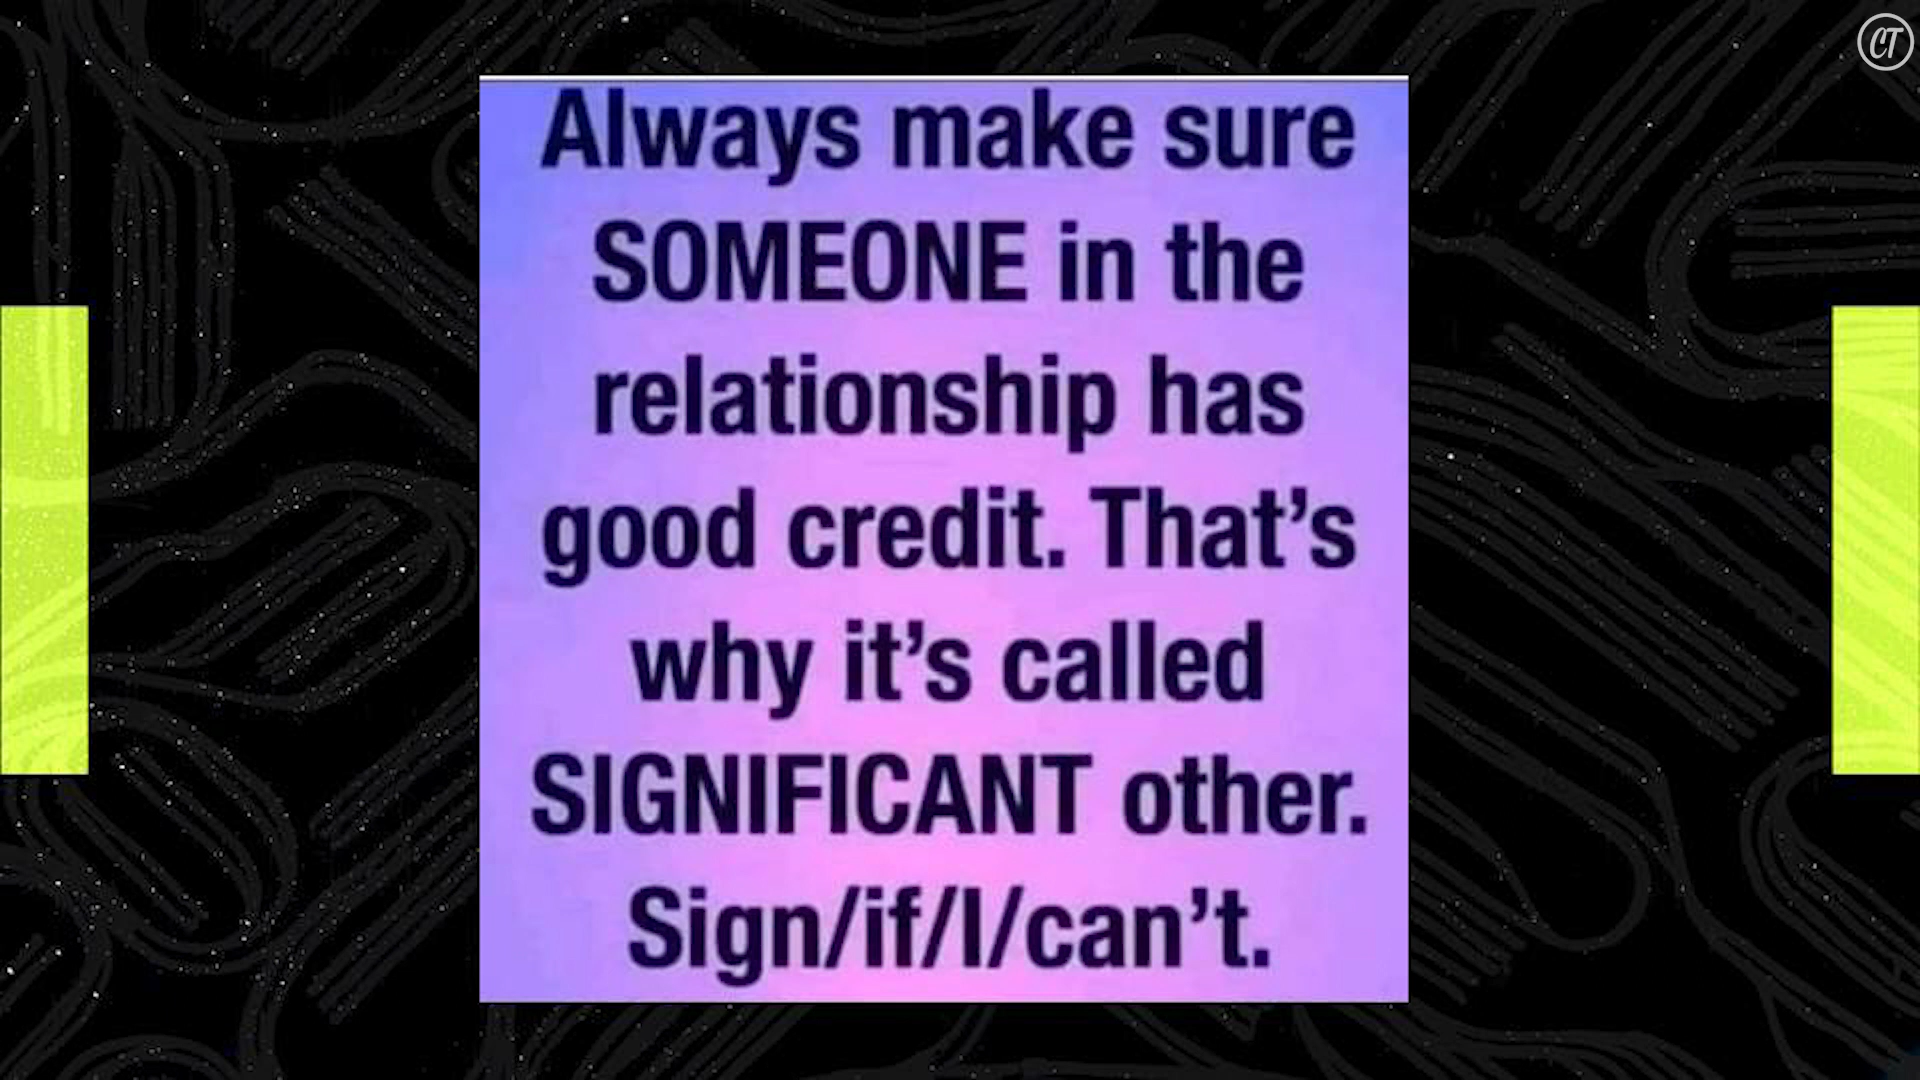 CT
Always make sure
SOMEONE in the
relationship has
good credit. That’s
why it’s called
SIGNIFICANT other.
Sign/if/I/can’t.